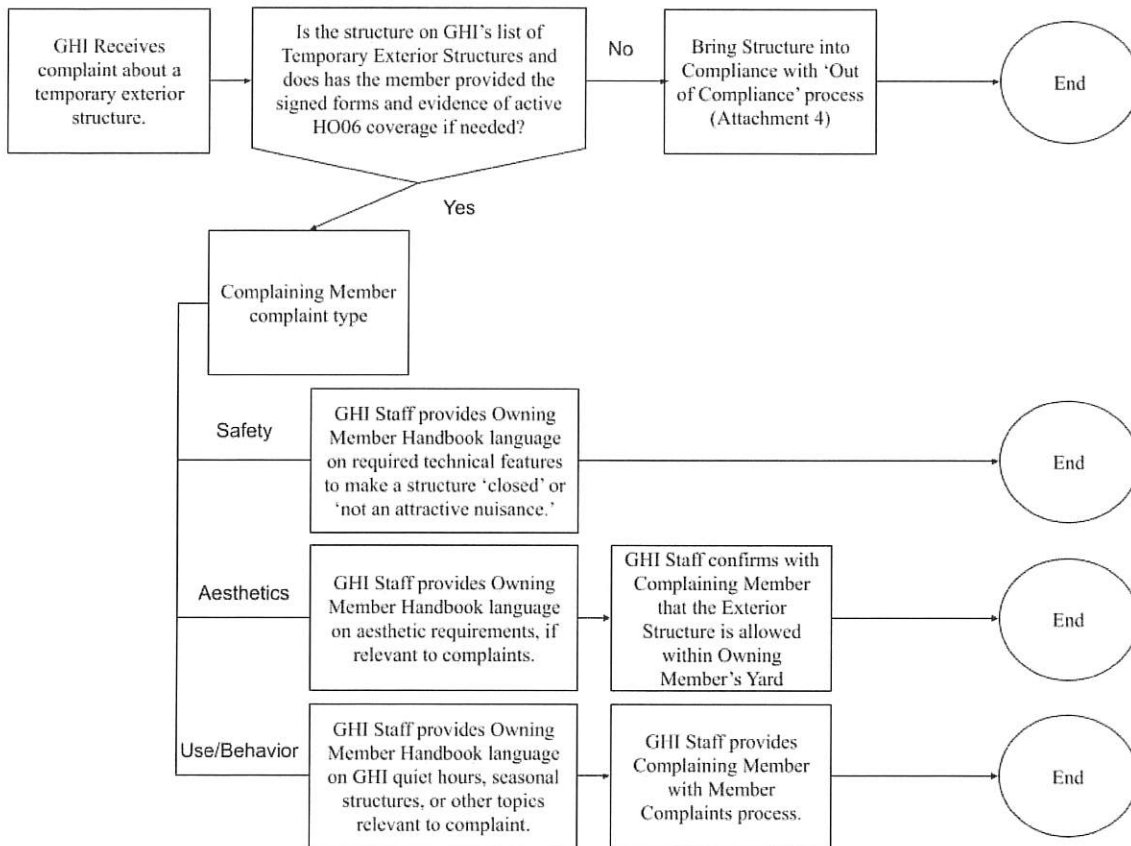 GHI Receives
complaint about a
temporary exterior
structure.
Is the structure on GHI's list of
Temporary Exterior Structures and
does has the member provided the
signed forms and evidence of active
HO06 coverage if needed?
No
Bring Structure into
Compliance with 'Out
of Compliance' process
(Attachment 4)
End
Yes
Complaining Member
complaint type
Safety
GHI Staff provides Owning
Member Handbook language
on required technical features
to make a structure 'closed' or
'not an attractive nuisance.'
End
Aesthetics
GHI Staff provides Owning
Member Handbook language
on aesthetic requirements, if
relevant to complaints.
GHI Staff confirms with
Complaining Member
that the Exterior
Structure is allowed
within Owning
Member's Yard
End
Use/Behavior
GHI Staff provides Owning
Member Handbook language
on GHI quiet hours, seasonal
structures, or other topics
relevant to complaint.
GHI Staff provides
Complaining Member
with Member
Complaints process.
End